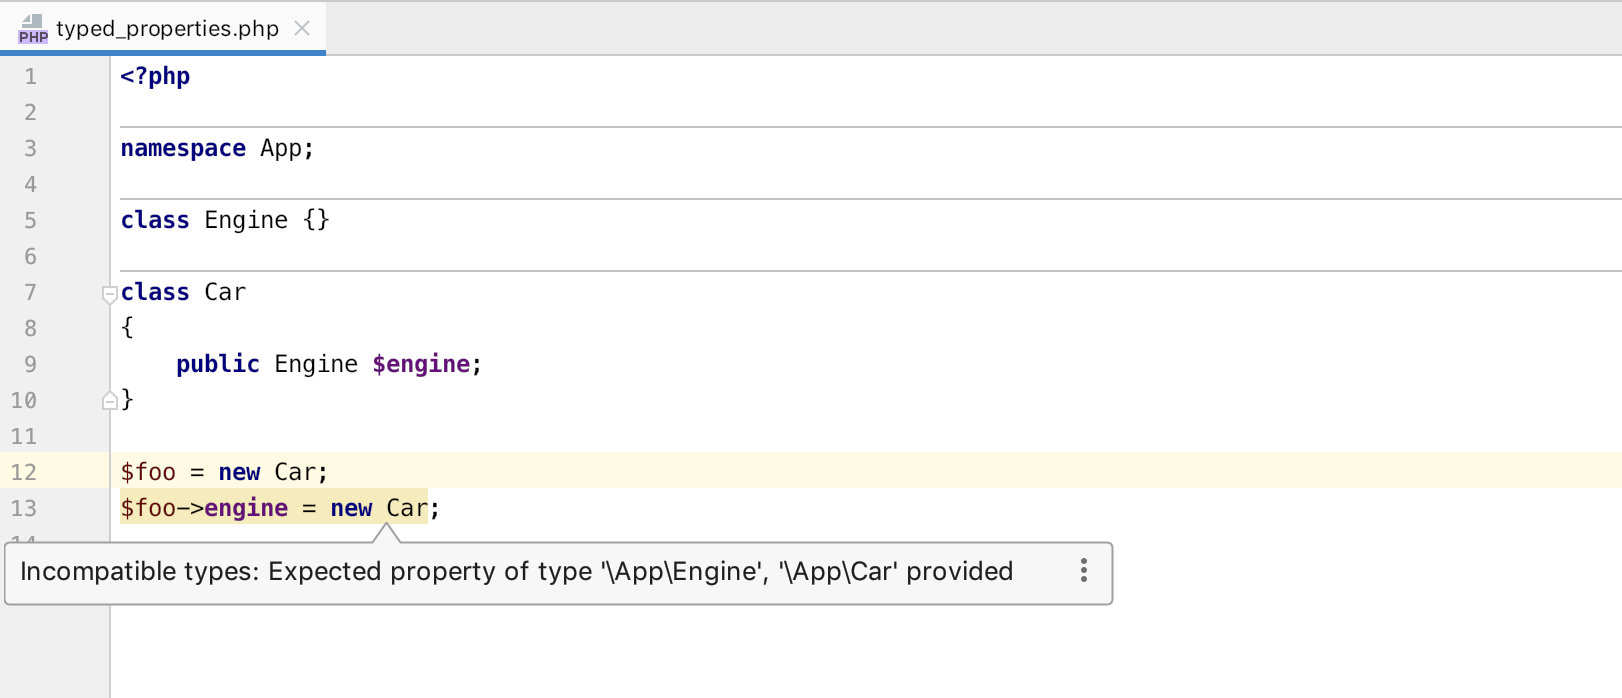 PHP typed_properties.php
1 <?php
2
3 namespace App;
4
5 class Engine {}
6
7 class Car
8 {
9     public Engine $engine;
10 }
11
12 $foo = new Car;
13 $foo->engine = new Car;
14
Incompatible types: Expected property of type '\App\Engine', '\App\Car' provided